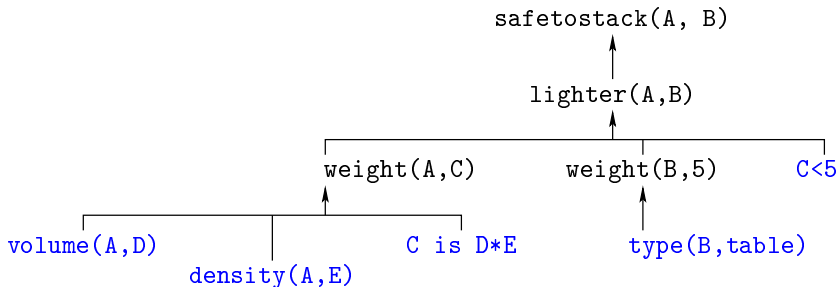 safetostack(A, B)
lighter(A,B)
weight(A,C) weight(B,5) C<5
volume(A,D) C is D*E type(B,table)
density(A,E)